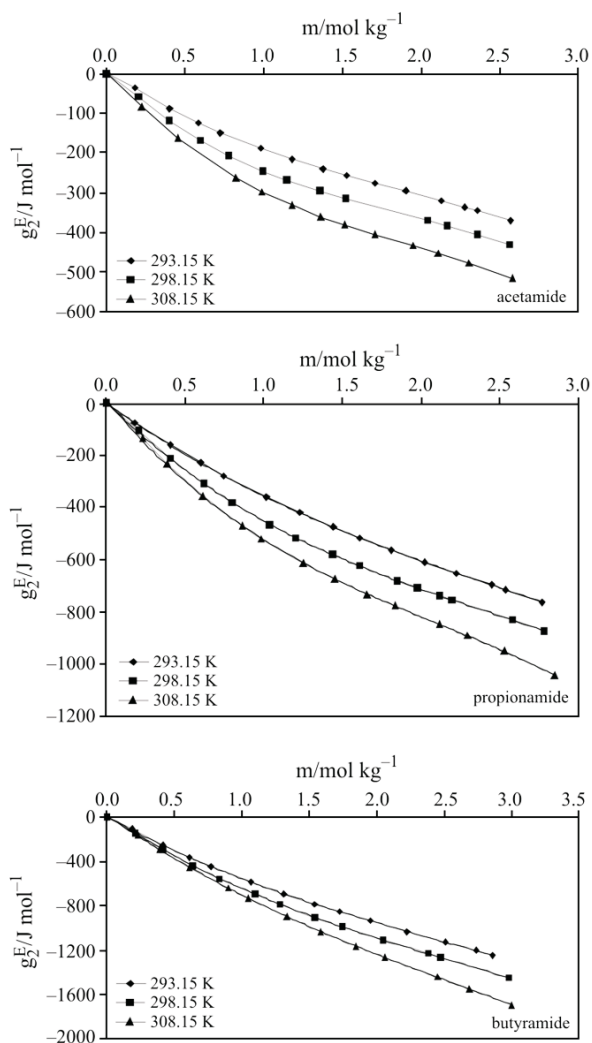 m/mol kg⁻¹
0.0 0.5 1.0 1.5 2.0 2.5 3.0
0
–100
–200
–300
–400
–500
–600
g₂ᴱ/J mol⁻¹
293.15 K
298.15 K
308.15 K
acetamide
m/mol kg⁻¹
0.0 0.5 1.0 1.5 2.0 2.5 3.0
0
–200
–400
–600
–800
–1000
–1200
g₂ᴱ/J mol⁻¹
293.15 K
298.15 K
308.15 K
propionamide
m/mol kg⁻¹
0.0 0.5 1.0 1.5 2.0 2.5 3.0 3.5
0
–400
–800
–1200
–1600
–2000
g₂ᴱ/J mol⁻¹
293.15 K
298.15 K
308.15 K
butyramide